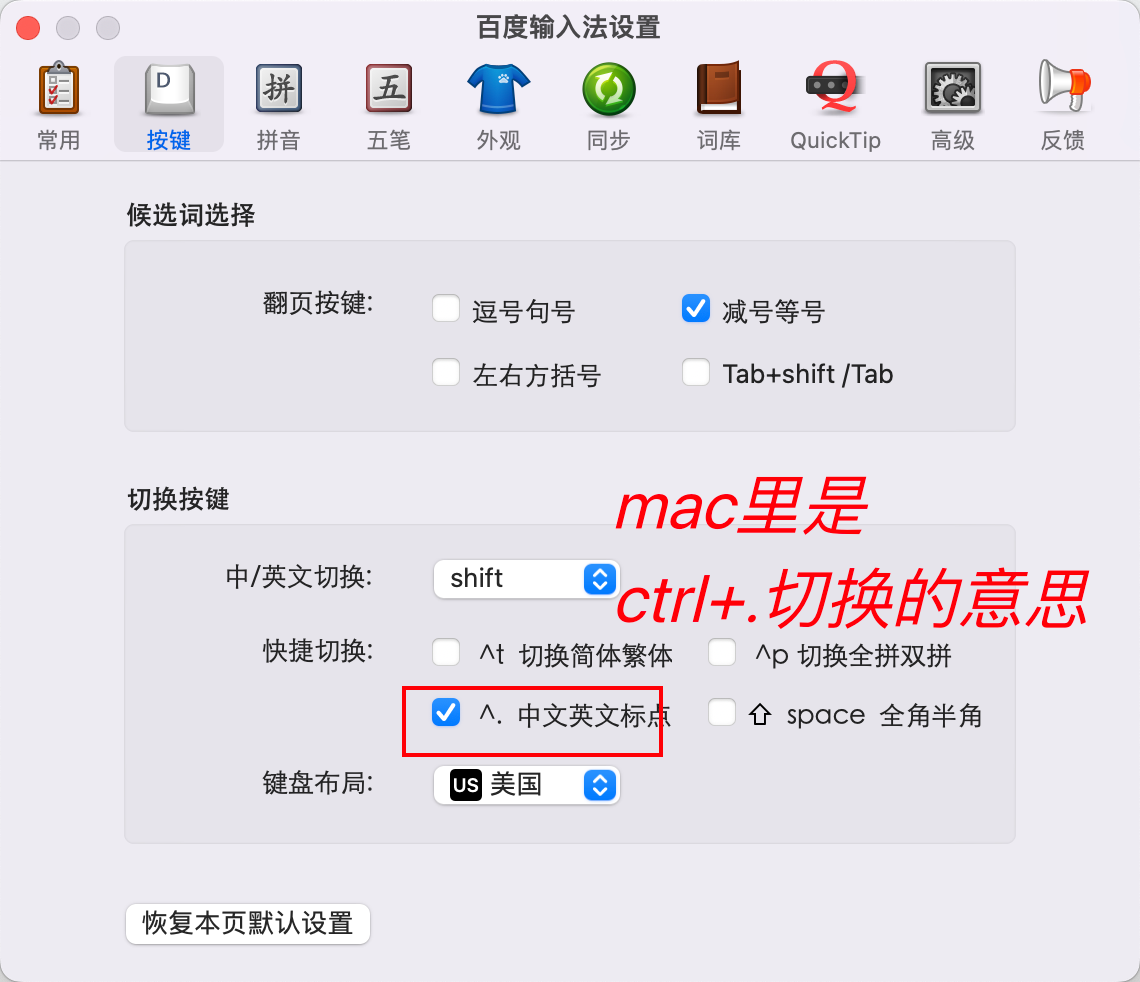 百度输入法设置
D
拼
五
Q
常用 按键 拼音 五笔 外观 同步 词库 QuickTip 高级 反馈
候选词选择
翻页按键: 逗号句号 减号等号
左右方括号 Tab+shift /Tab
mac里是
切换按键
中/英文切换: shift
ctrl+.切换的意思
快捷切换: ^t 切换简体繁体 ^p 切换全拼双拼
^. 中文英文标点 ⇧ space 全角半角
键盘布局: US 美国
恢复本页默认设置